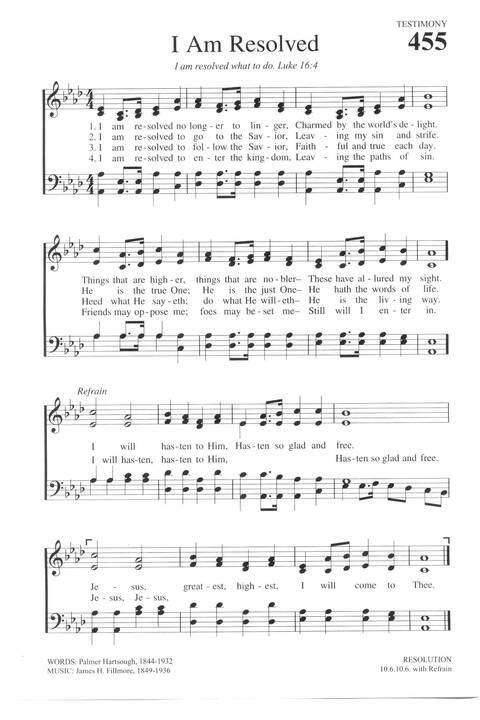 TESTIMONY
I Am Resolved 455
I am resolved what to do. Luke 16:4
1. I am re-solved no long-er to lin-ger, Charmed by the world's de-light.
2. I am re-solved to go to the Sav-ior, Leav-ing my sin and strife.
3. I am re-solved to fol-low the Sav-ior, Faith-ful and true each day.
4. I am re-solved to en-ter the king-dom, Leav-ing the paths of sin.
Things that are high-er, things that are no-bler– These have al-lured my sight.
He is the true One; He is the just One– He hath the words of life.
Heed what He say-eth; do what He will-eth– He is the liv-ing way.
Friends may op-pose me; foes may be-set me– Still will I en-ter in.
Refrain
I will has-ten to Him, Has-ten so glad and free.
I will has-ten, has-ten to Him, Has-ten so glad and free.
Je-sus, great-est, high-est, I will come to Thee.
Je-sus, Je-sus,
WORDS: Palmer Hartsough, 1844-1932
MUSIC: James H. Fillmore, 1849-1936
RESOLUTION
10.6.10.6. with Refrain